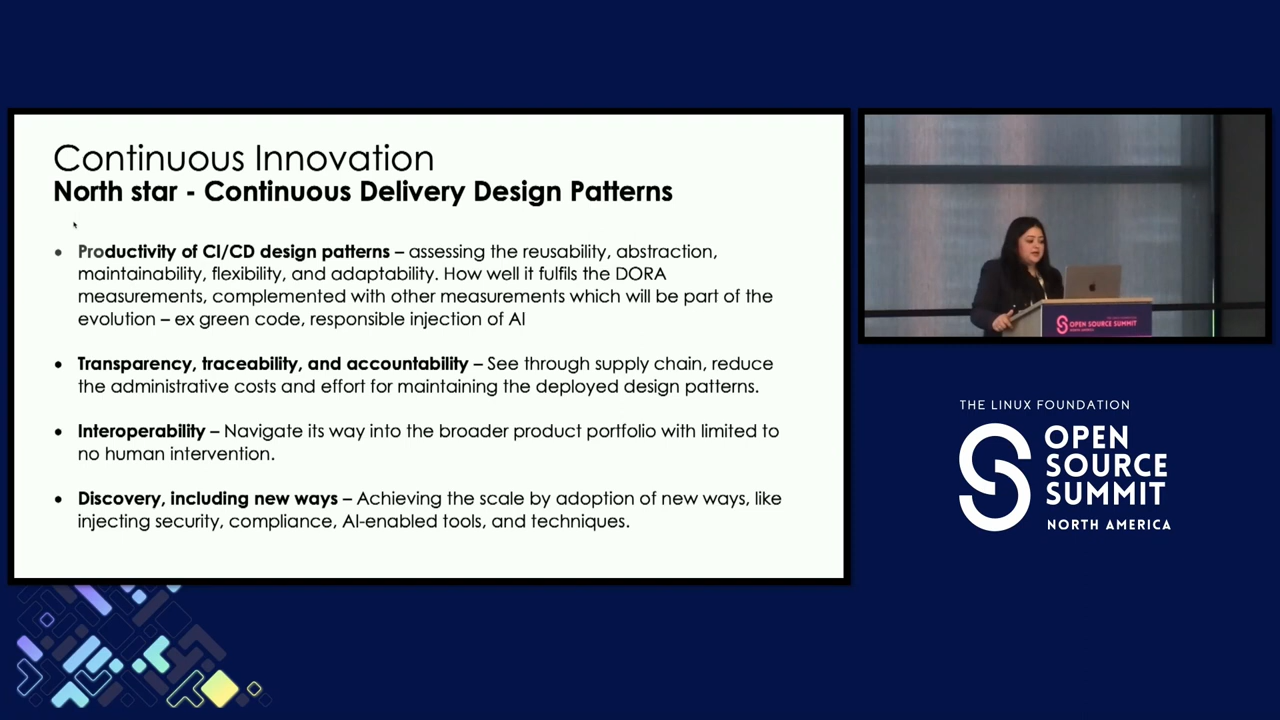 Continuous Innovation
North star - Continuous Delivery Design Patterns
• Productivity of CI/CD design patterns – assessing the reusability, abstraction,
maintainability, flexibility, and adaptability. How well it fulfils the DORA
measurements, complemented with other measurements which will be part of the
evolution – ex green code, responsible injection of AI
• Transparency, traceability, and accountability – See through supply chain, reduce
the administrative costs and effort for maintaining the deployed design patterns.
• Interoperability – Navigate its way into the broader product portfolio with limited to
no human intervention.
• Discovery, including new ways – Achieving the scale by adoption of new ways, like
injecting security, compliance, AI-enabled tools, and techniques.
OPEN SOURCE SUMMIT
THE LINUX FOUNDATION
OPEN
SOURCE
SUMMIT
NORTH AMERICA